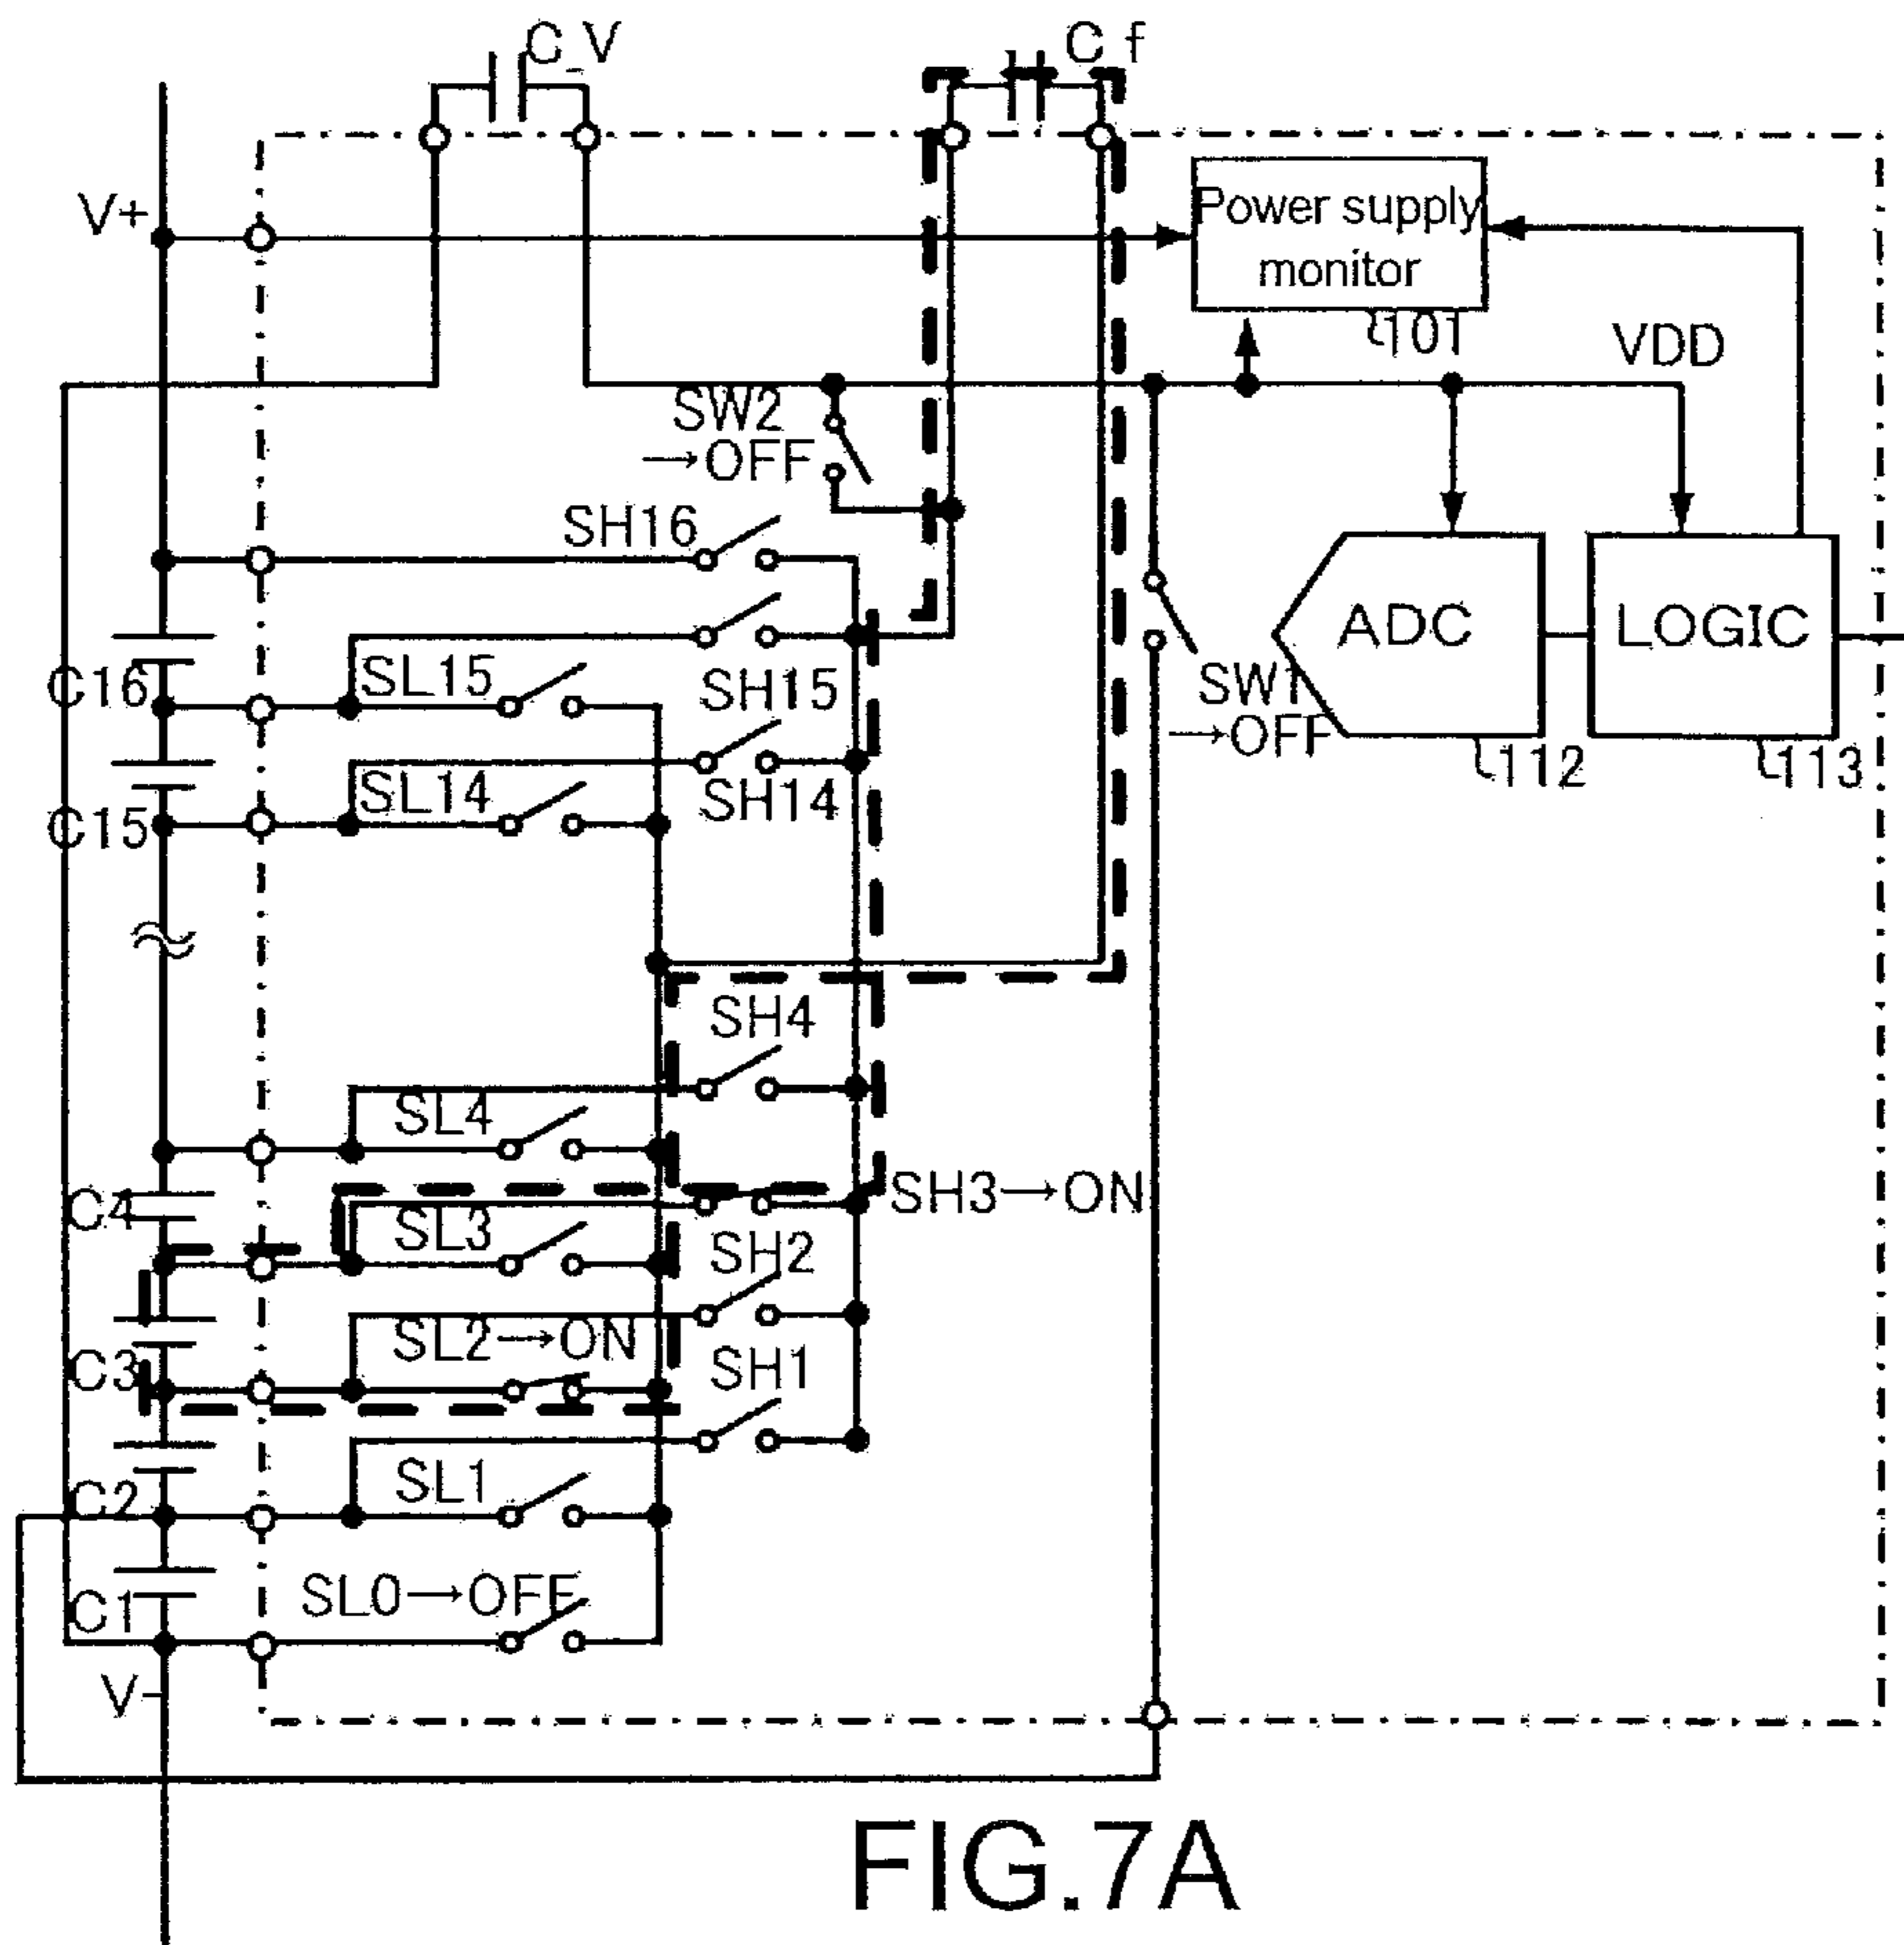 C_V
C f
V+
Power supply
monitor
101
VDD
SW2
→OFF
SH16
ADC
LOGIC
C16
SL15
SH15
SW1
→OFF
112
113
C15
SL14
SH14
SH4
SL4
C4
SH3→ON
SL3
SH2
SL2→ON
C3
SH1
C2
SL1
C1
SL0→OFF
V-
FIG.7A